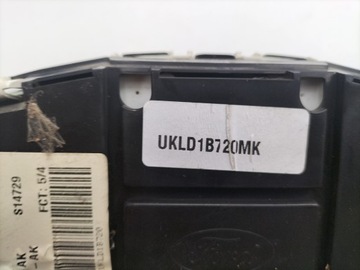 UKLD1B720MK
S14729
FCT: 5/4
AK
-AK